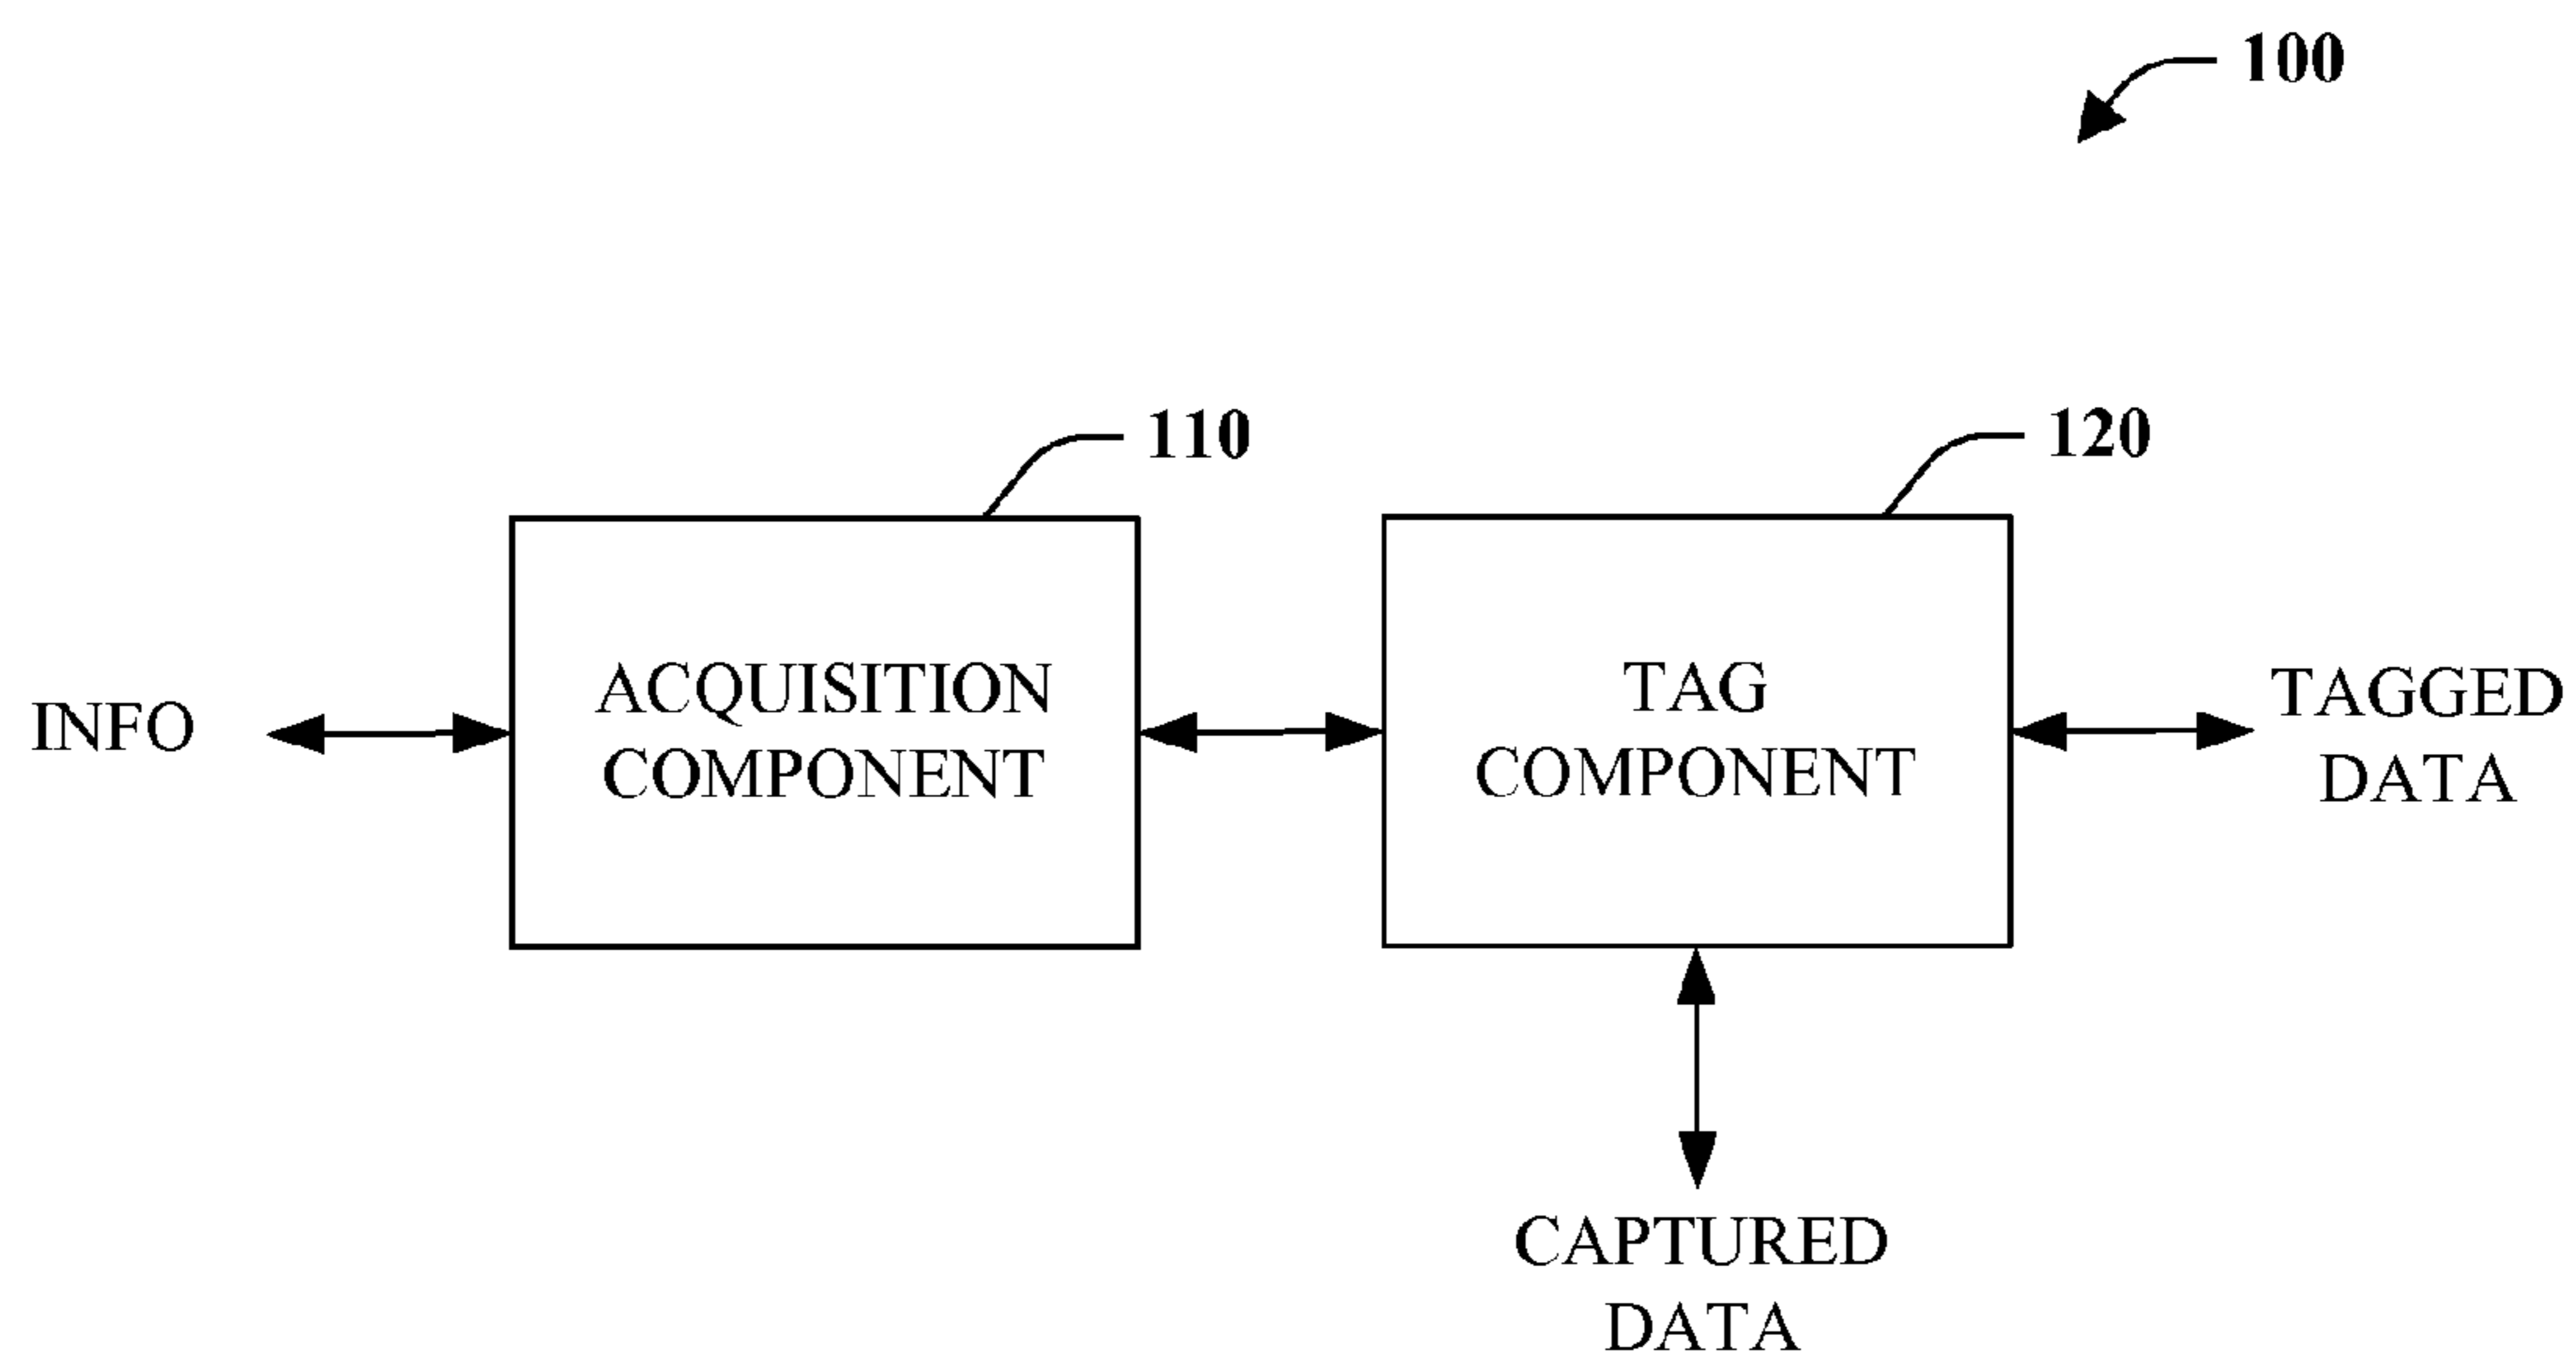 100
110
120
INFO
ACQUISITION
COMPONENT
TAG
COMPONENT
TAGGED
DATA
CAPTURED
DATA